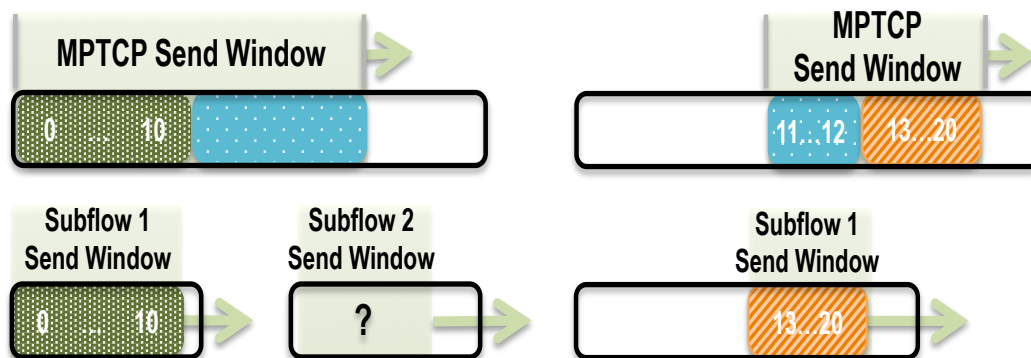 MPTCP Send Window
MPTCP
Send Window
0 ... 10
11...12
13...20
Subflow 1
Send Window
Subflow 2
Send Window
Subflow 1
Send Window
0 ... 10
?
13...20